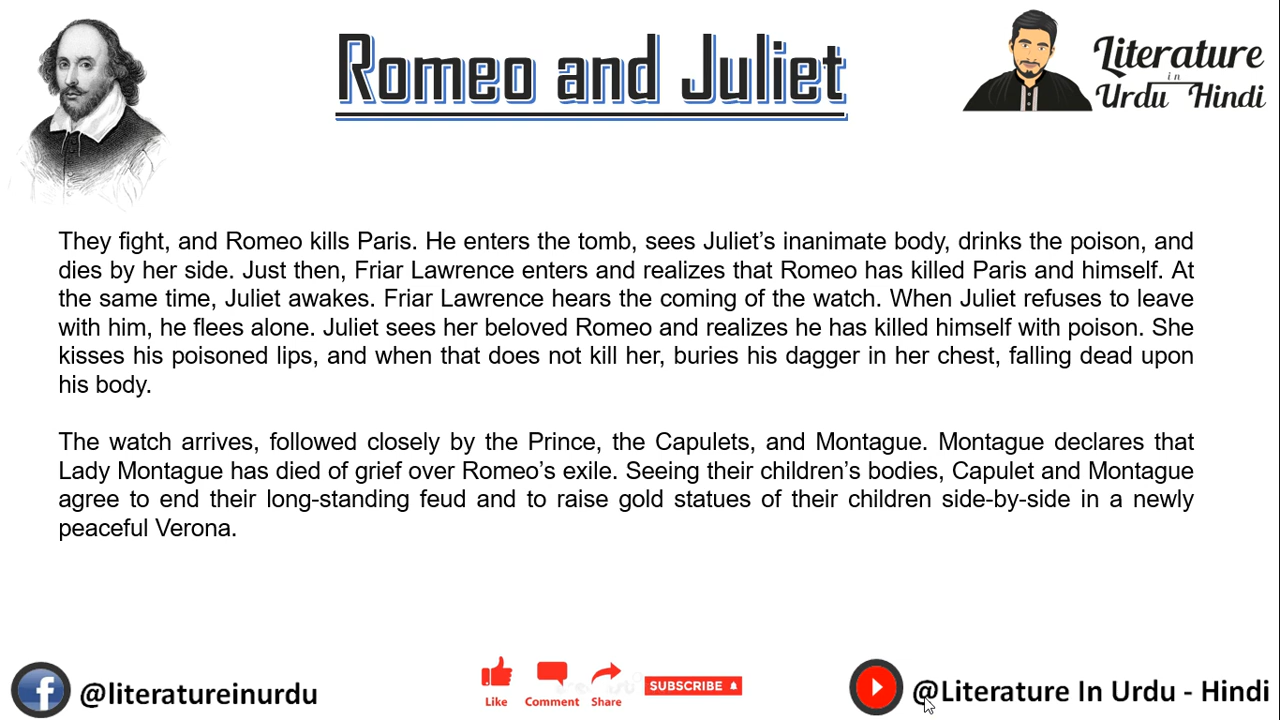 Romeo and Juliet
Literature
in
Urdu Hindi
They fight, and Romeo kills Paris. He enters the tomb, sees Juliet’s inanimate body, drinks the poison, and
dies by her side. Just then, Friar Lawrence enters and realizes that Romeo has killed Paris and himself. At
the same time, Juliet awakes. Friar Lawrence hears the coming of the watch. When Juliet refuses to leave
with him, he flees alone. Juliet sees her beloved Romeo and realizes he has killed himself with poison. She
kisses his poisoned lips, and when that does not kill her, buries his dagger in her chest, falling dead upon
his body.
The watch arrives, followed closely by the Prince, the Capulets, and Montague. Montague declares that
Lady Montague has died of grief over Romeo’s exile. Seeing their children’s bodies, Capulet and Montague
agree to end their long-standing feud and to raise gold statues of their children side-by-side in a newly
peaceful Verona.
@literatureinurdu
Like Comment Share
SUBSCRIBE
@Literature In Urdu - Hindi